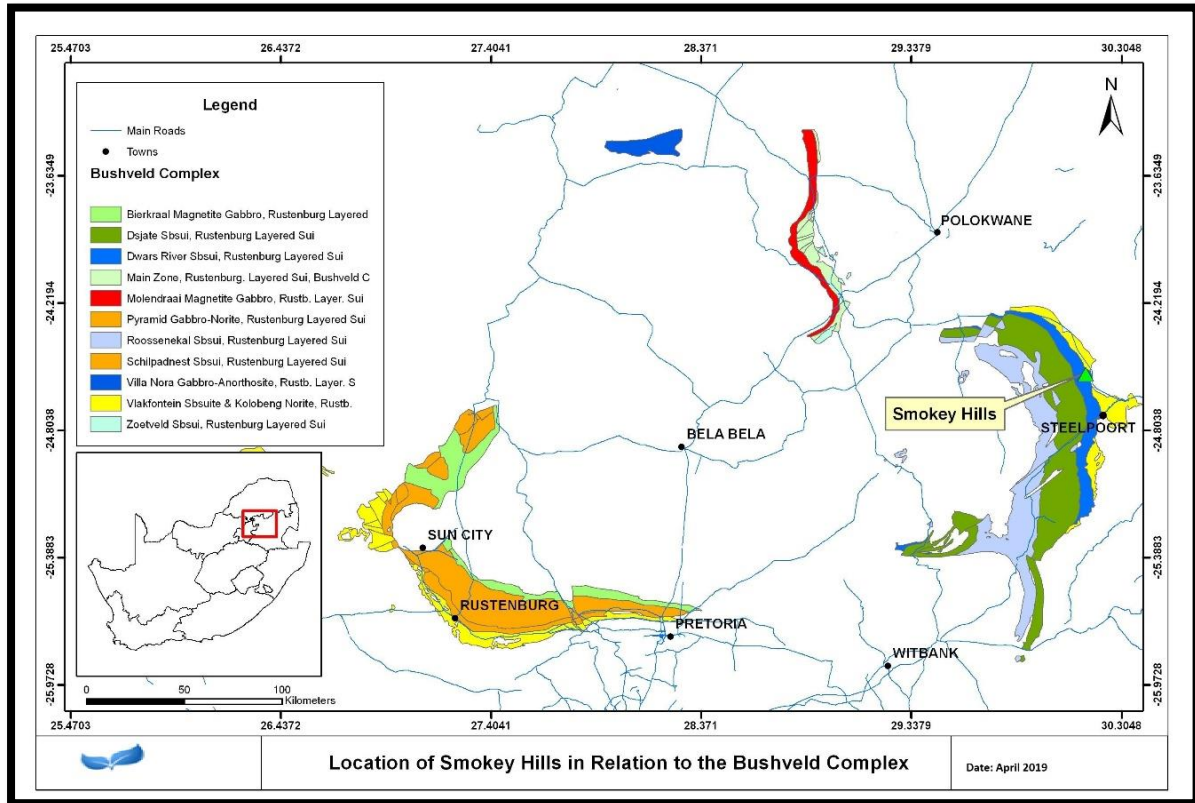 25.4703 26.4372 27.4041 28.371 29.3379 30.3048
Legend
Main Roads
Towns
Bushveld Complex
Bierkraal Magnetite Gabbro, Rustenburg Layered
Dsjate Sbsui, Rustenburg Layered Sui
Dwars River Sbsui, Rustenburg Layered Sui
Main Zone, Rustenburg. Layered Sui, Bushveld C
Molendraai Magnetite Gabbro, Rustb. Layer. Sui
Pyramid Gabbro-Norite, Rustenburg Layered Sui
Roossenekal Sbsui, Rustenburg Layered Sui
Schilpadnest Sbsui, Rustenburg Layered Sui
Villa Nora Gabbro-Anorthosite, Rustb. Layer. S
Vlakfontein Sbsuite & Kolobeng Norite, Rustb.
Zoetveld Sbsui, Rustenburg Layered Sui
N
-23.6349
-24.2194
-24.8038
-25.3883
-25.9728
-23.6349
-24.2194
-24.8038
-25.3883
-25.9728
POLOKWANE
Smokey Hills
STEELPOORT
BELA BELA
SUN CITY
RUSTENBURG
PRETORIA
WITBANK
0 50 100
Kilometers
25.4703 26.4372 27.4041 28.371 29.3379 30.3048
Location of Smokey Hills in Relation to the Bushveld Complex
Date: April 2019